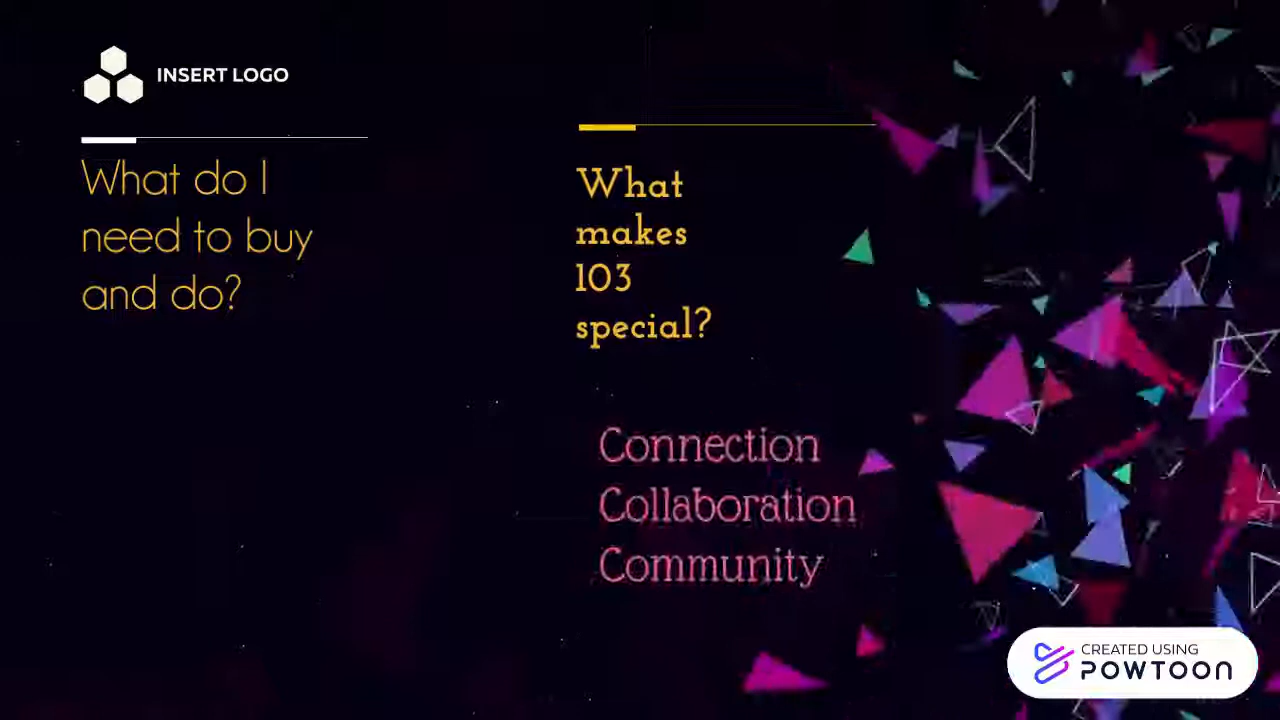 INSERT LOGO
What do I
need to buy
and do?
What
makes
103
special?
Connection
Collaboration
Community
CREATED USING
POWTOON